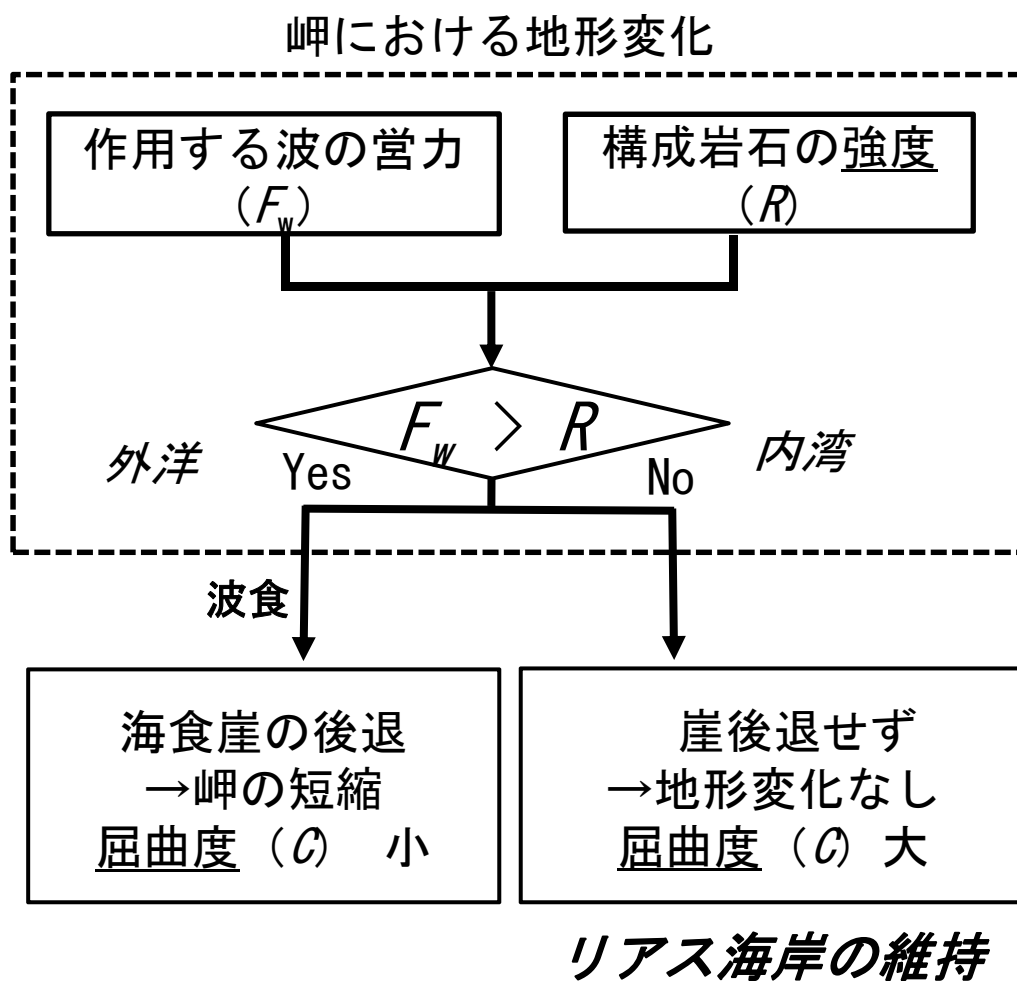 岬における地形変化
作用する波の営力
（Fw）
構成岩石の強度
（R）
Fw ＞ R
外洋
Yes
No
内湾
波食
海食崖の後退
→岬の短縮
屈曲度（C） 小
崖後退せず
→地形変化なし
屈曲度（C）大
リアス海岸の維持